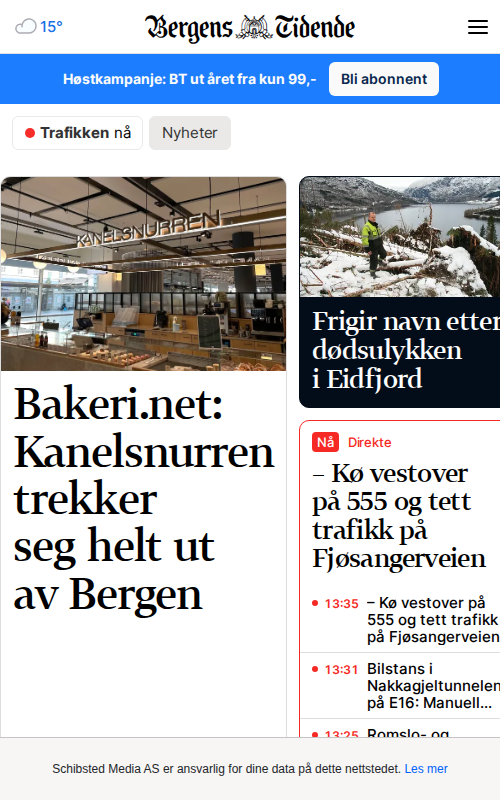 15°
Bergens Tidende
Høstkampanje: BT ut året fra kun 99,-
Bli abonnent
Trafikken nå
Nyheter
KANELSNURREN
Bakeri.net:
Kanelsnurren
trekker
seg helt ut
av Bergen
Frigir navn etter
dødsulykken
i Eidfjord
Nå Direkte
– Kø vestover
på 555 og tett
trafikk på
Fjøsangerveien
13:35 – Kø vestover på
555 og tett trafikk
på Fjøsangerveien
13:31 Bilstans i
Nakkagjeltunnelen
på E16: Manuell...
13:25 Romslo- og
Schibsted Media AS er ansvarlig for dine data på dette nettstedet. Les mer